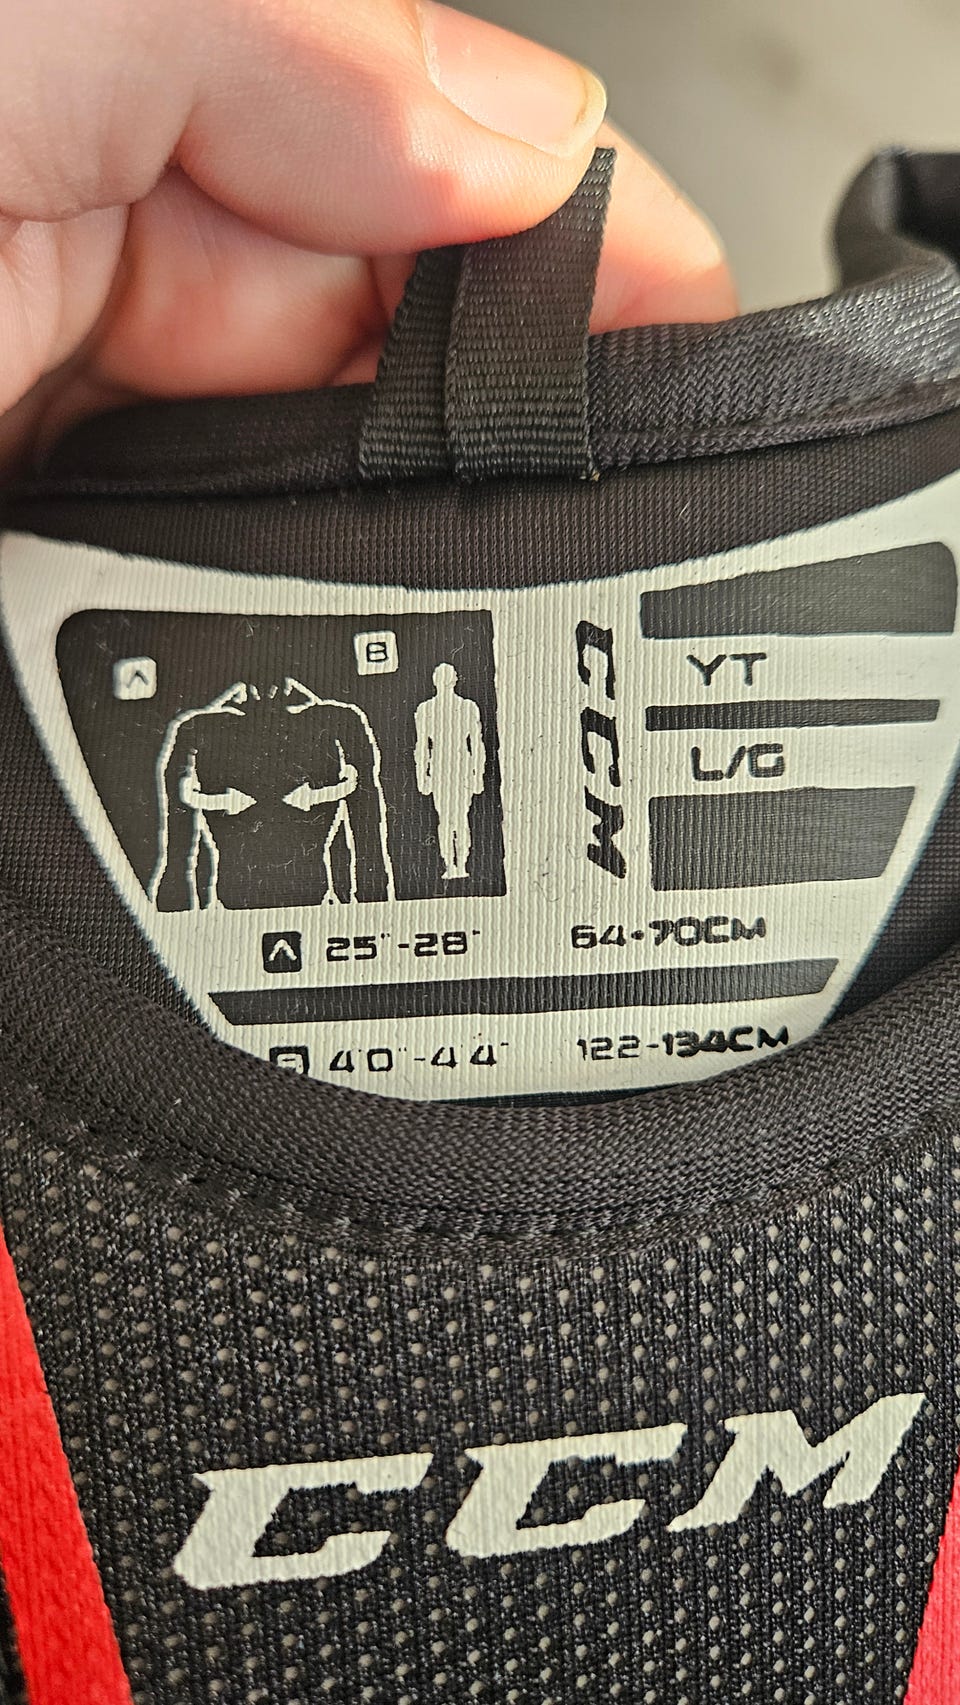 A
B
CCM
YT
L/G
A 25"-28" 64-70CM
B 40"-44" 122-134CM
CCM